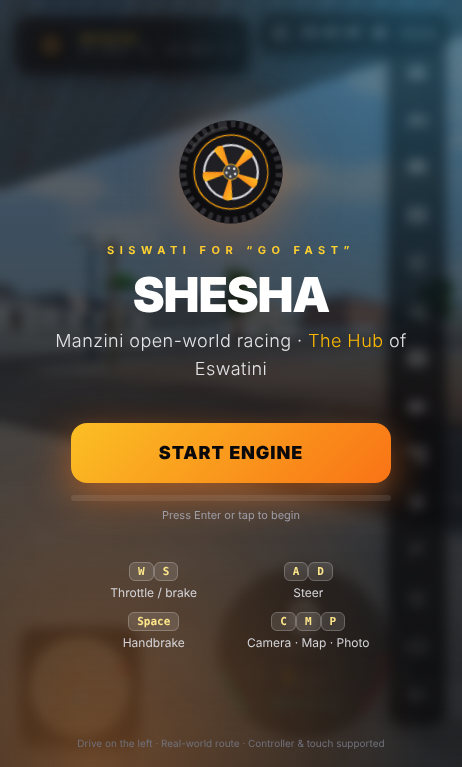 SISWATI FOR “GO FAST”
SHESHA
Manzini open-world racing · The Hub of
Eswatini
START ENGINE
Press Enter or tap to begin
W S
Throttle / brake
A D
Steer
Space
Handbrake
C M P
Camera · Map · Photo
Drive on the left · Real-world route · Controller & touch supported